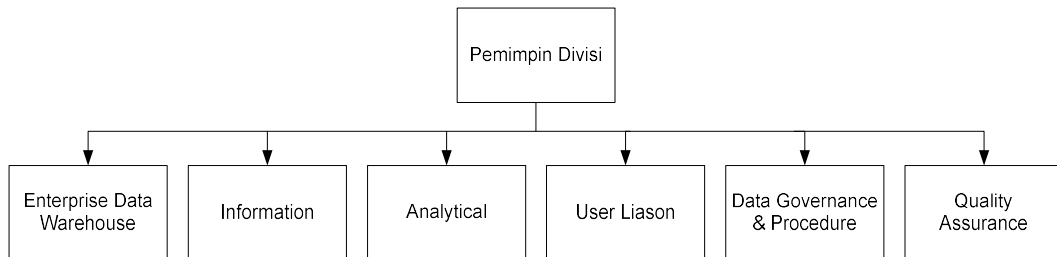 Pemimpin Divisi
Enterprise Data
Warehouse
Information
Analytical
User Liason
Data Governance
& Procedure
Quality
Assurance